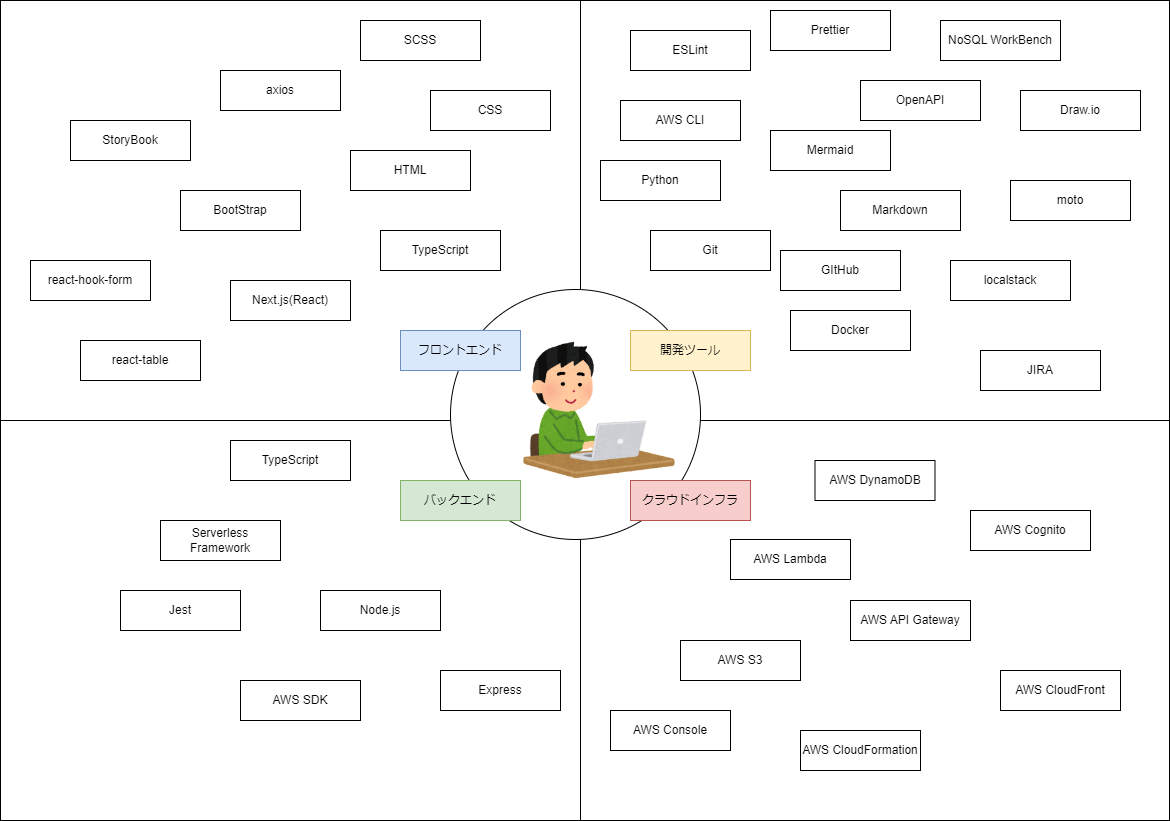 SCSS
axios
CSS
StoryBook
HTML
BootStrap
TypeScript
react-hook-form
Next.js(React)
react-table
フロントエンド
Prettier
ESLint
NoSQL WorkBench
OpenAPI
Draw.io
AWS CLI
Mermaid
Python
moto
Markdown
Git
GItHub
localstack
Docker
開発ツール
JIRA
TypeScript
バックエンド
Serverless
Framework
Jest
Node.js
Express
AWS SDK
クラウドインフラ
AWS DynamoDB
AWS Cognito
AWS Lambda
AWS API Gateway
AWS S3
AWS CloudFront
AWS Console
AWS CloudFormation